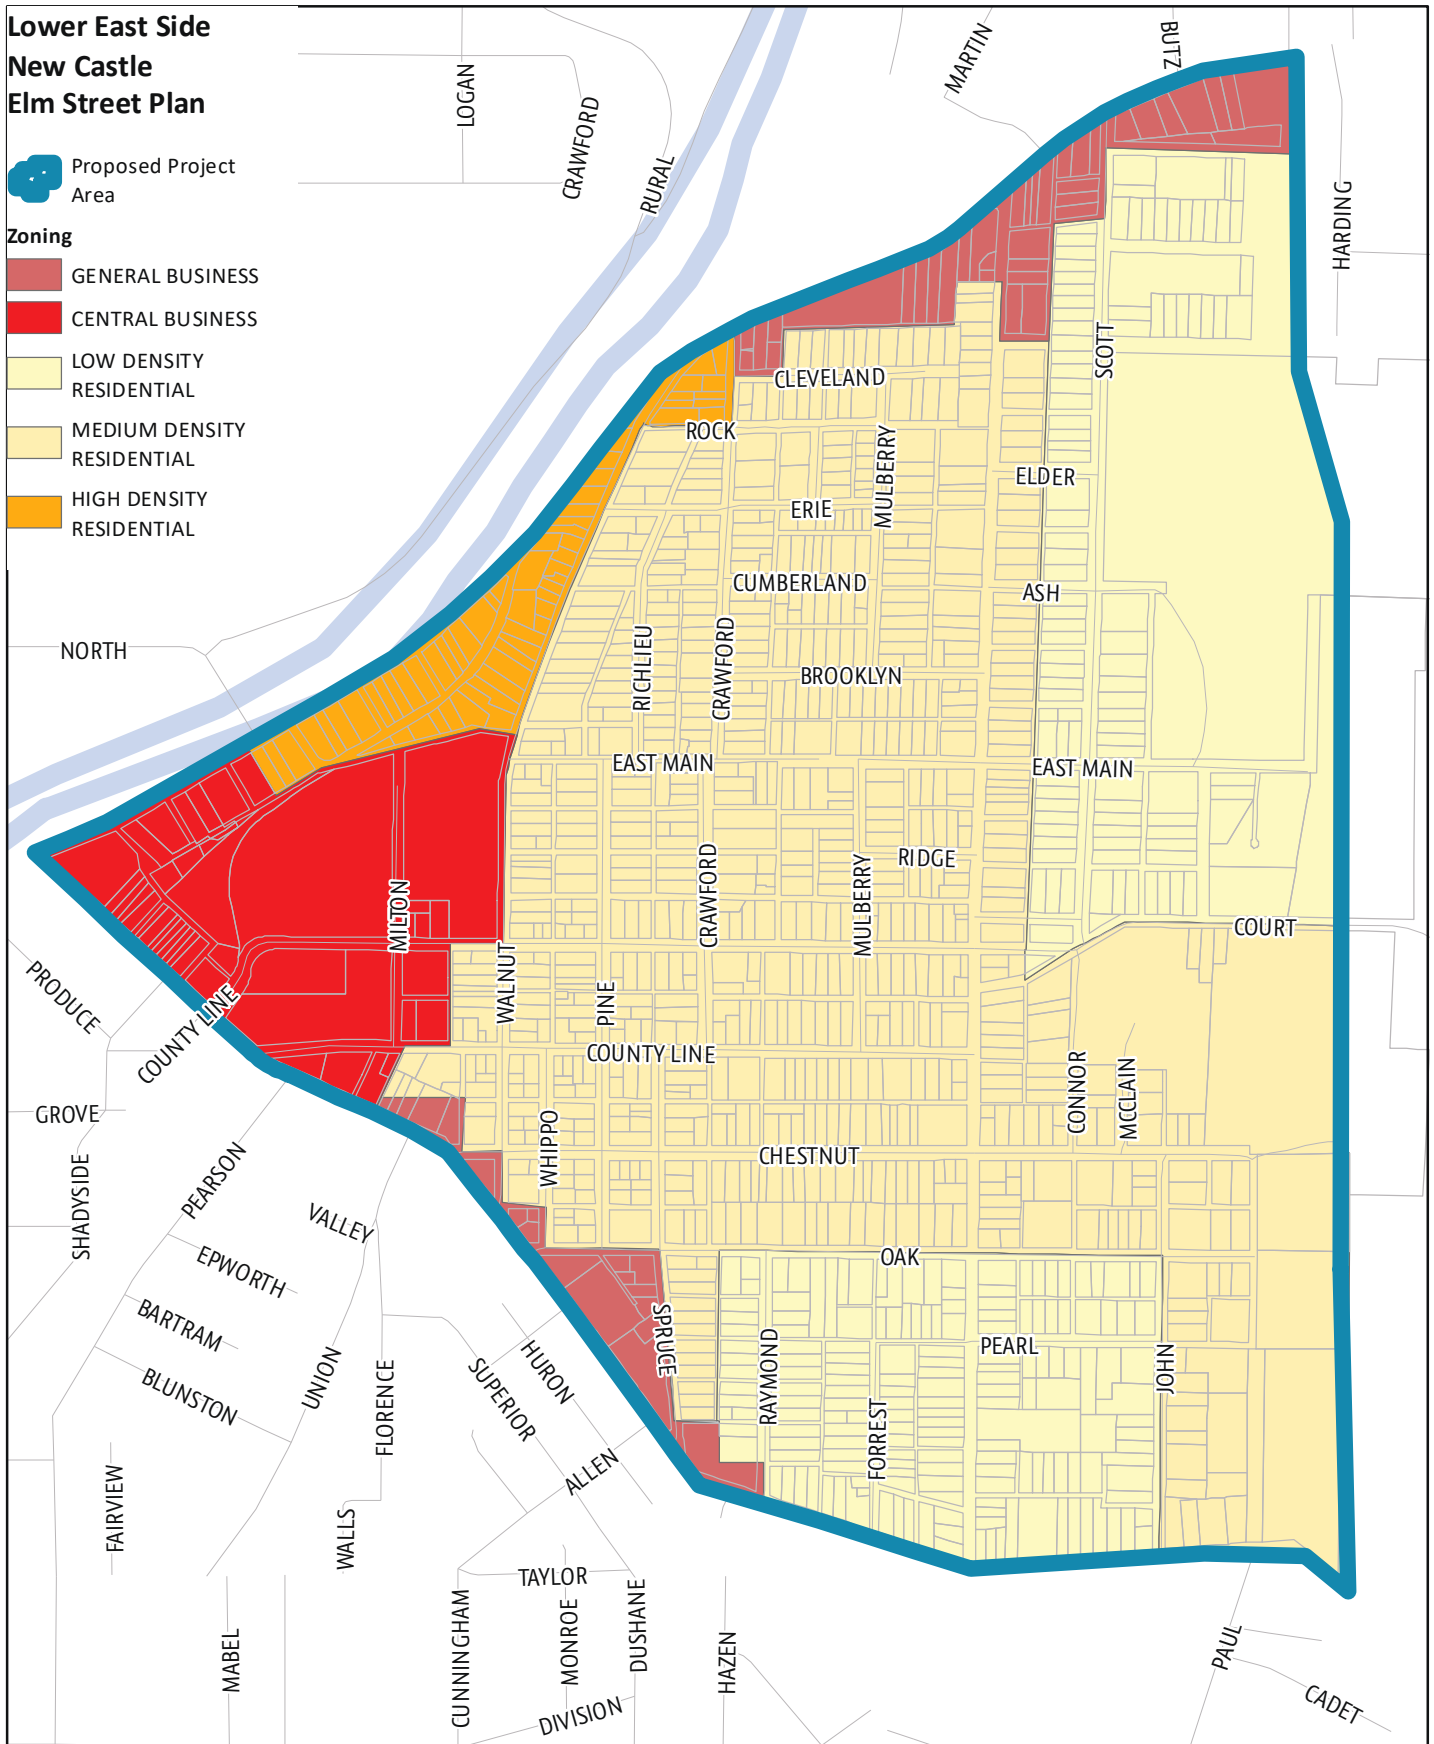 Lower East Side
New Castle
Elm Street Plan
Proposed Project
Area
Zoning
GENERAL BUSINESS
CENTRAL BUSINESS
LOW DENSITY
RESIDENTIAL
MEDIUM DENSITY
RESIDENTIAL
HIGH DENSITY
RESIDENTIAL
LOGAN
CRAWFORD
RURAL
MARTIN
BUTZ
HARDING
SCOTT
CLEVELAND
ROCK
MULBERRY
ELDER
ERIE
CUMBERLAND
ASH
NORTH
RICHLIEU
CRAWFORD
BROOKLYN
EAST MAIN
EAST MAIN
RIDGE
MILTON
CRAWFORD
MULBERRY
COURT
PRODUCE
COUNTY LINE
WALNUT
PINE
COUNTY LINE
CONNOR
MCCLAIN
GROVE
SHADYSIDE
PEARSON
WHIPPO
CHESTNUT
VALLEY
EPWORTH
OAK
BARTRAM
SPRUCE
RAYMOND
PEARL
JOHN
BLUNSTON
UNION
FLORENCE
SUPERIOR
HURON
FORREST
ALLEN
FAIRVIEW
WALLS
TAYLOR
MABEL
CUNNINGHAM
MONROE
DUSHANE
HAZEN
PAUL
DIVISION
CADET